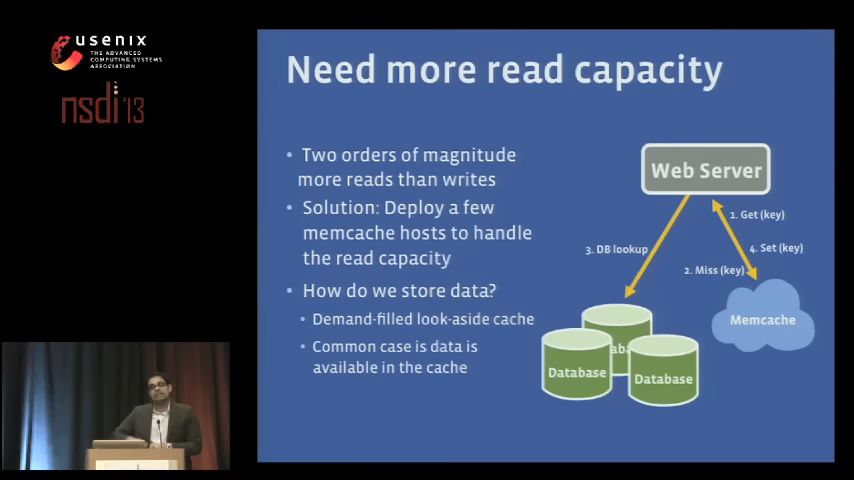 usenix
THE ADVANCED
COMPUTING SYSTEMS
ASSOCIATION
nsdi '13
Need more read capacity
• Two orders of magnitude
more reads than writes
• Solution: Deploy a few
memcache hosts to handle
the read capacity
• How do we store data?
• Demand-filled look-aside cache
• Common case is data is
available in the cache
Web Server
1. Get (key)
3. DB lookup
4. Set (key)
2. Miss (key)
Memcache
Database
Database